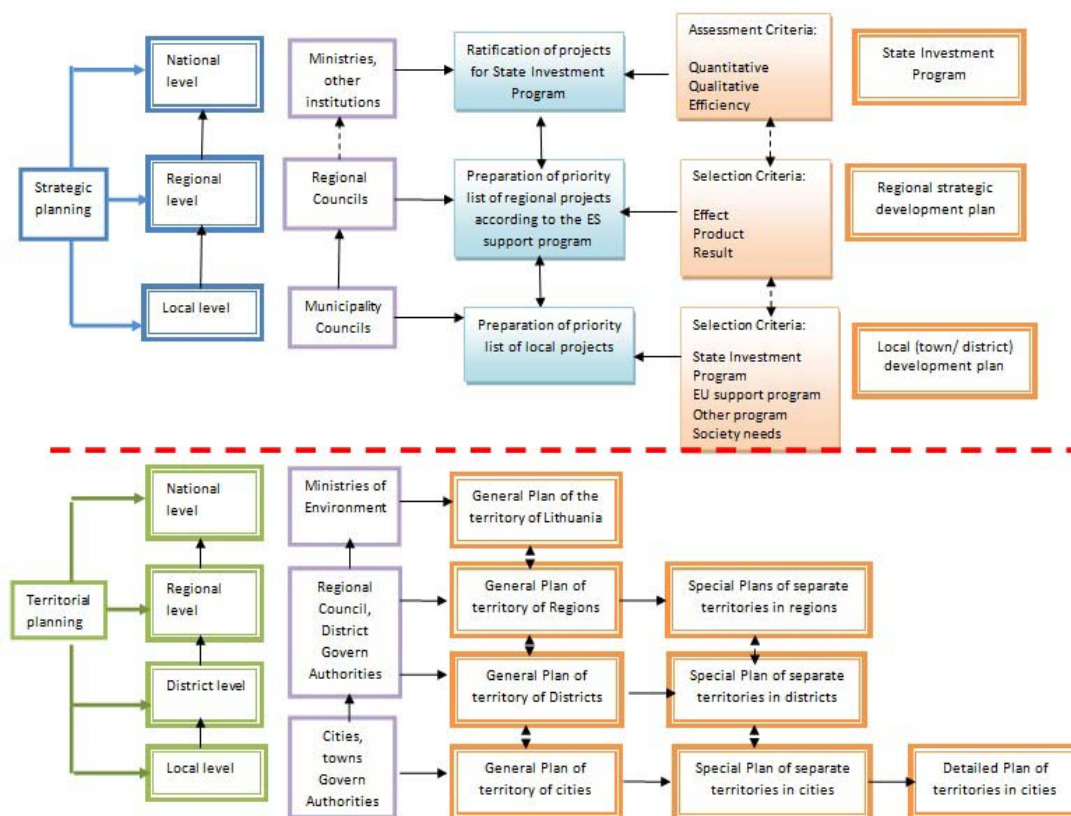 Strategic
planning
National
level
Regional
level
Local level
Ministries,
other
institutions
Regional
Councils
Municipality
Councils
Ratification of projects
for State Investment
Program
Preparation of priority
list of regional projects
according to the ES
support program
Preparation of priority
list of local projects
Assessment Criteria:
Quantitative
Qualitative
Efficiency
Selection Criteria:
Effect
Product
Result
Selection Criteria:
State Investment
Program
EU support program
Other program
Society needs
State Investment
Program
Regional strategic
development plan
Local (town/ district)
development plan
Territorial
planning
National
level
Regional
level
District level
Local level
Ministries of
Environment
Regional
Council,
District
Govern
Authorities
Cities,
towns
Govern
Authorities
General Plan of the
territory of Lithuania
General Plan of
territory of Regions
General Plan of
territory of Districts
General Plan of
territory of cities
Special Plans of separate
territories in regions
Special Plan of separate
territories in districts
Special Plan of separate
territories in cities
Detailed Plan of
territories in cities